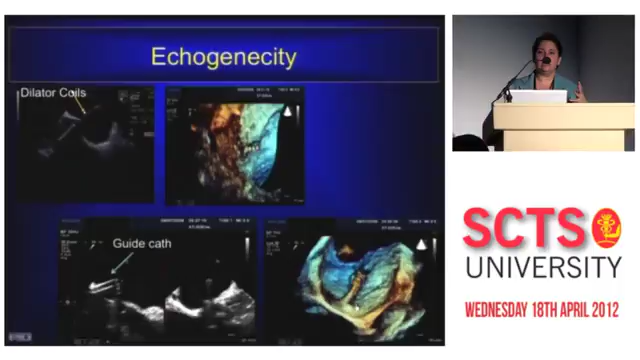 Echogenecity
Dilator Coils
Guide cath
SCTS
UNIVERSITY
WEDNESDAY 18TH APRIL 2012